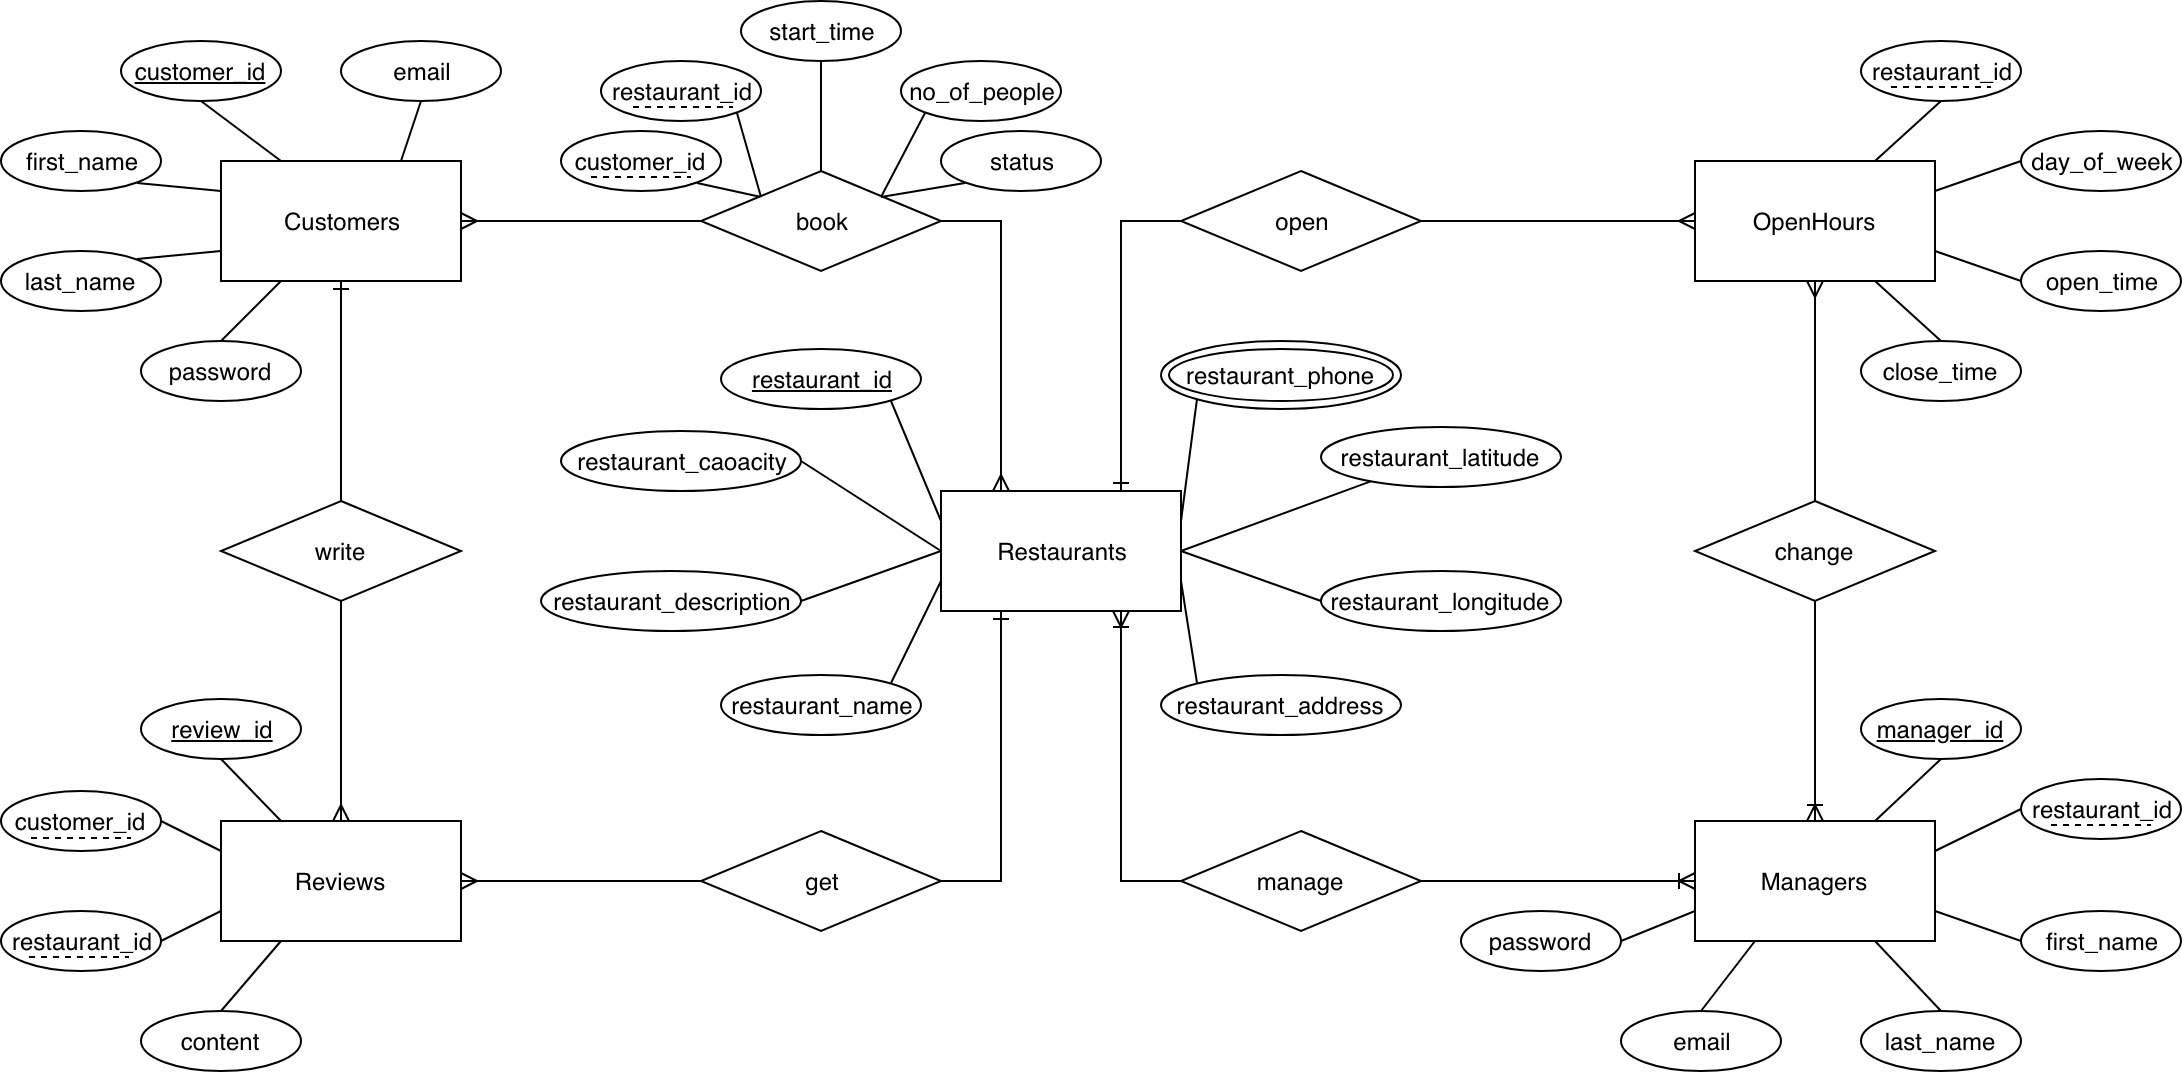 start_time
customer_id
email
restaurant_id
no_of_people
restaurant_id
first_name
customer_id
status
day_of_week
Customers
book
open
OpenHours
last_name
open_time
password
restaurant_id
restaurant_phone
close_time
restaurant_caoacity
restaurant_latitude
write
Restaurants
change
restaurant_description
restaurant_longitude
restaurant_name
restaurant_address
review_id
manager_id
customer_id
restaurant_id
Reviews
get
manage
Managers
restaurant_id
password
first_name
content
email
last_name